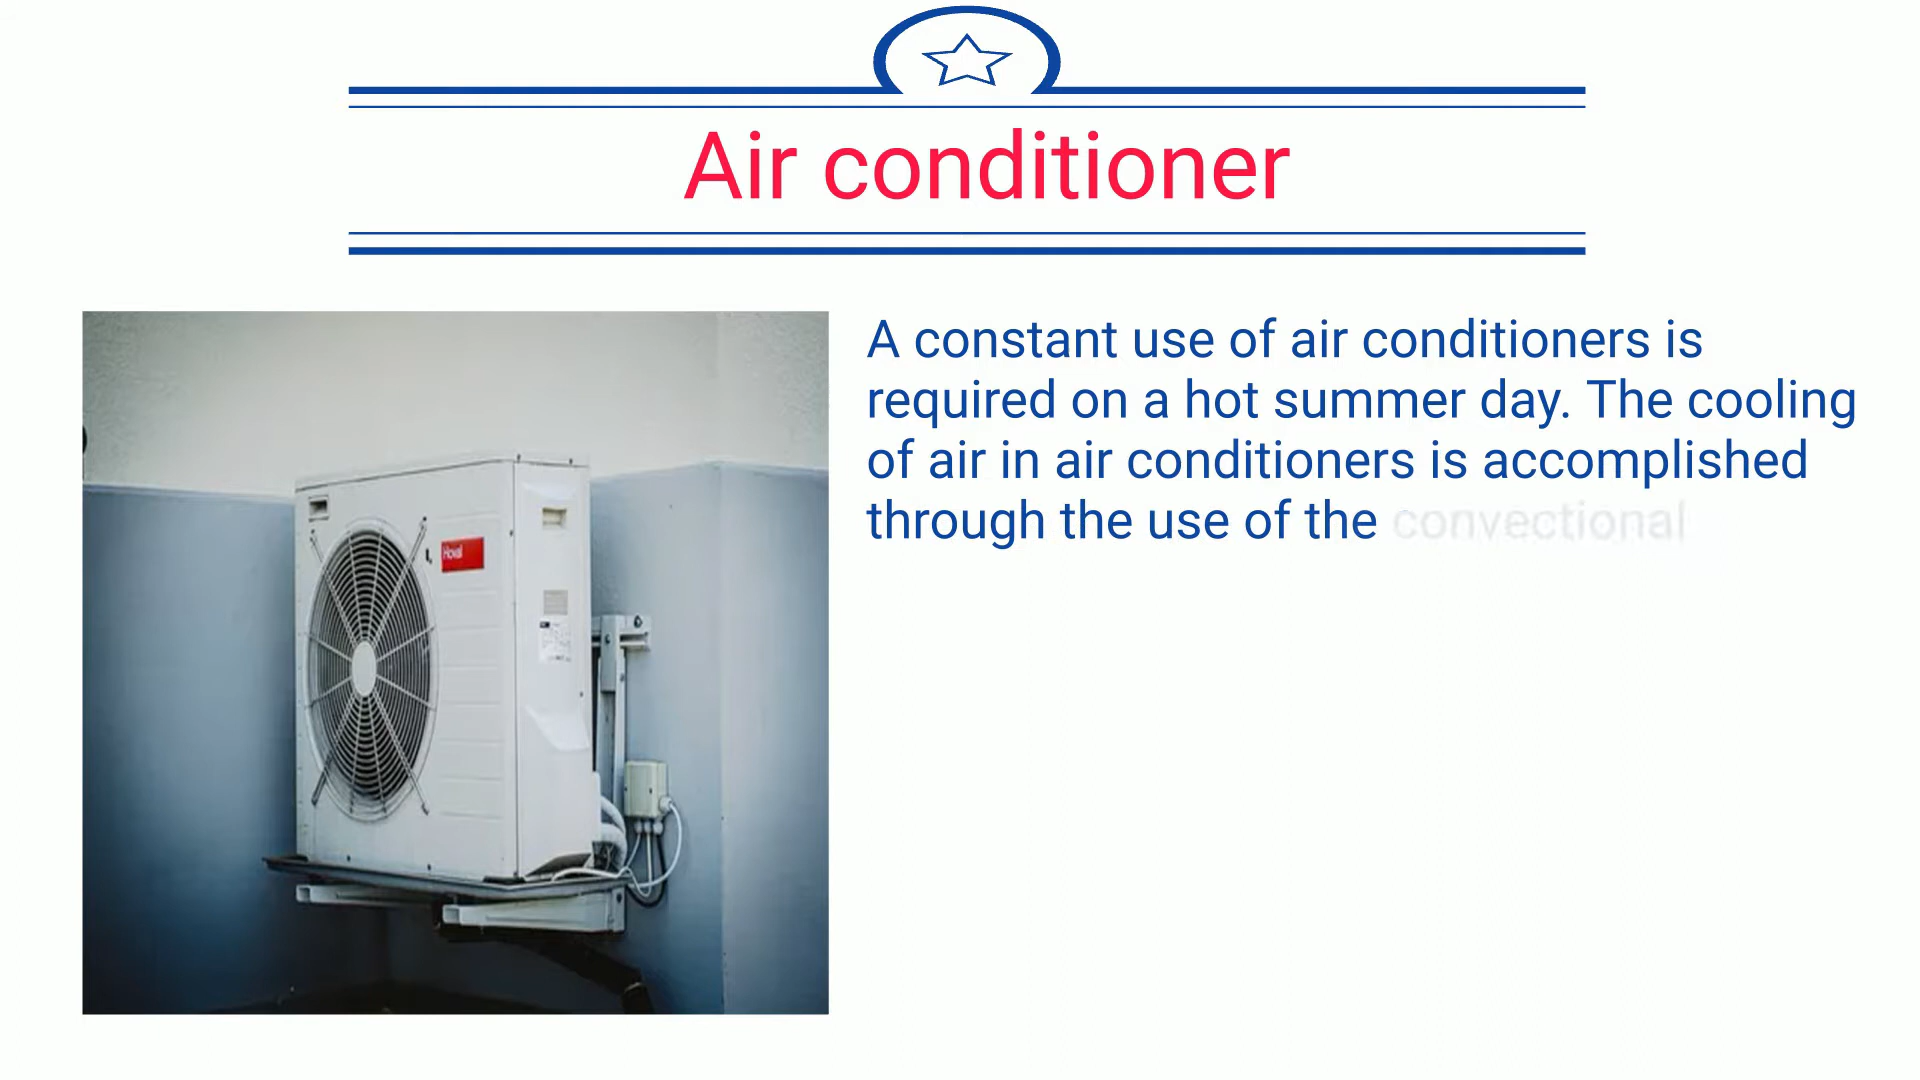 Air conditioner
A constant use of air conditioners is
required on a hot summer day. The cooling
of air in air conditioners is accomplished
through the use of the convectional
Hoval